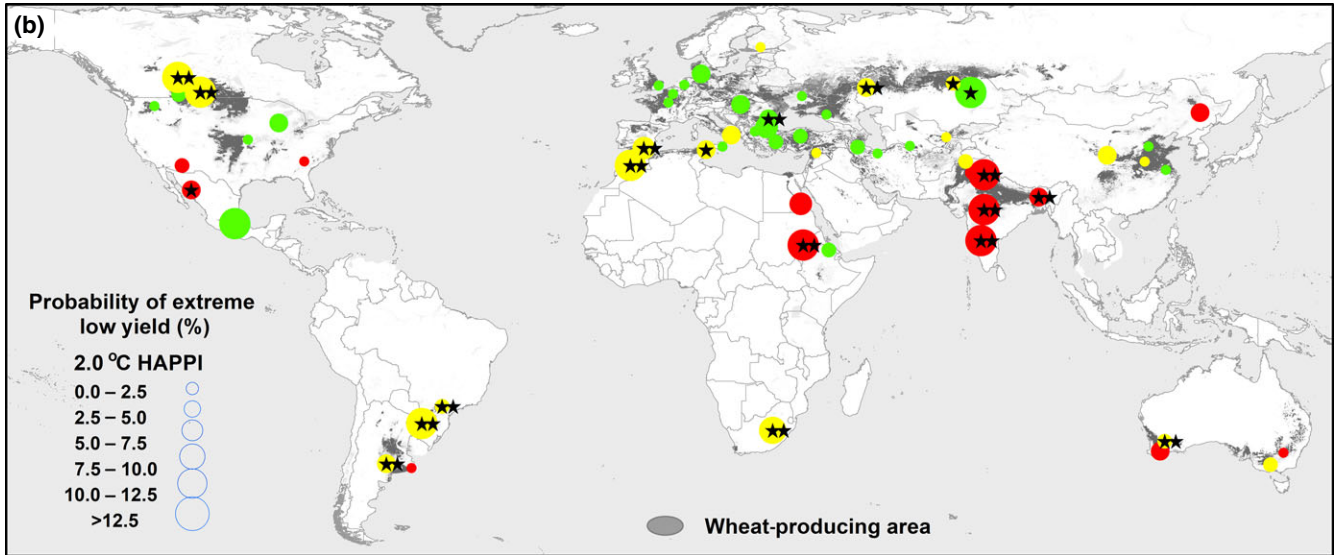 (b)
Probability of extreme
low yield (%)
2.0 °C HAPPI
0.0 – 2.5
2.5 – 5.0
5.0 – 7.5
7.5 – 10.0
10.0 – 12.5
>12.5
Wheat-producing area